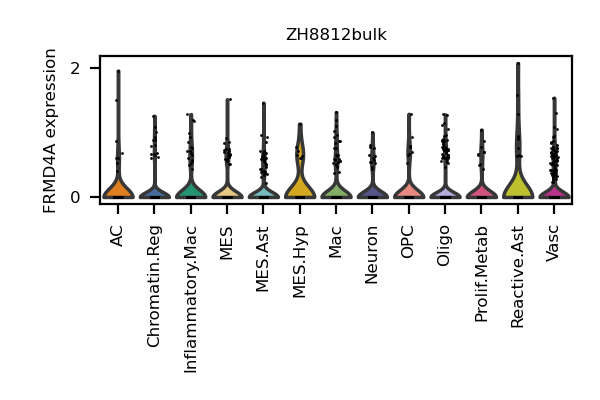 ZH8812bulk
FRMD4A expression
2
0
AC
Chromatin.Reg
Inflammatory.Mac
MES
MES.Ast
MES.Hyp
Mac
Neuron
OPC
Oligo
Prolif.Metab
Reactive.Ast
Vasc